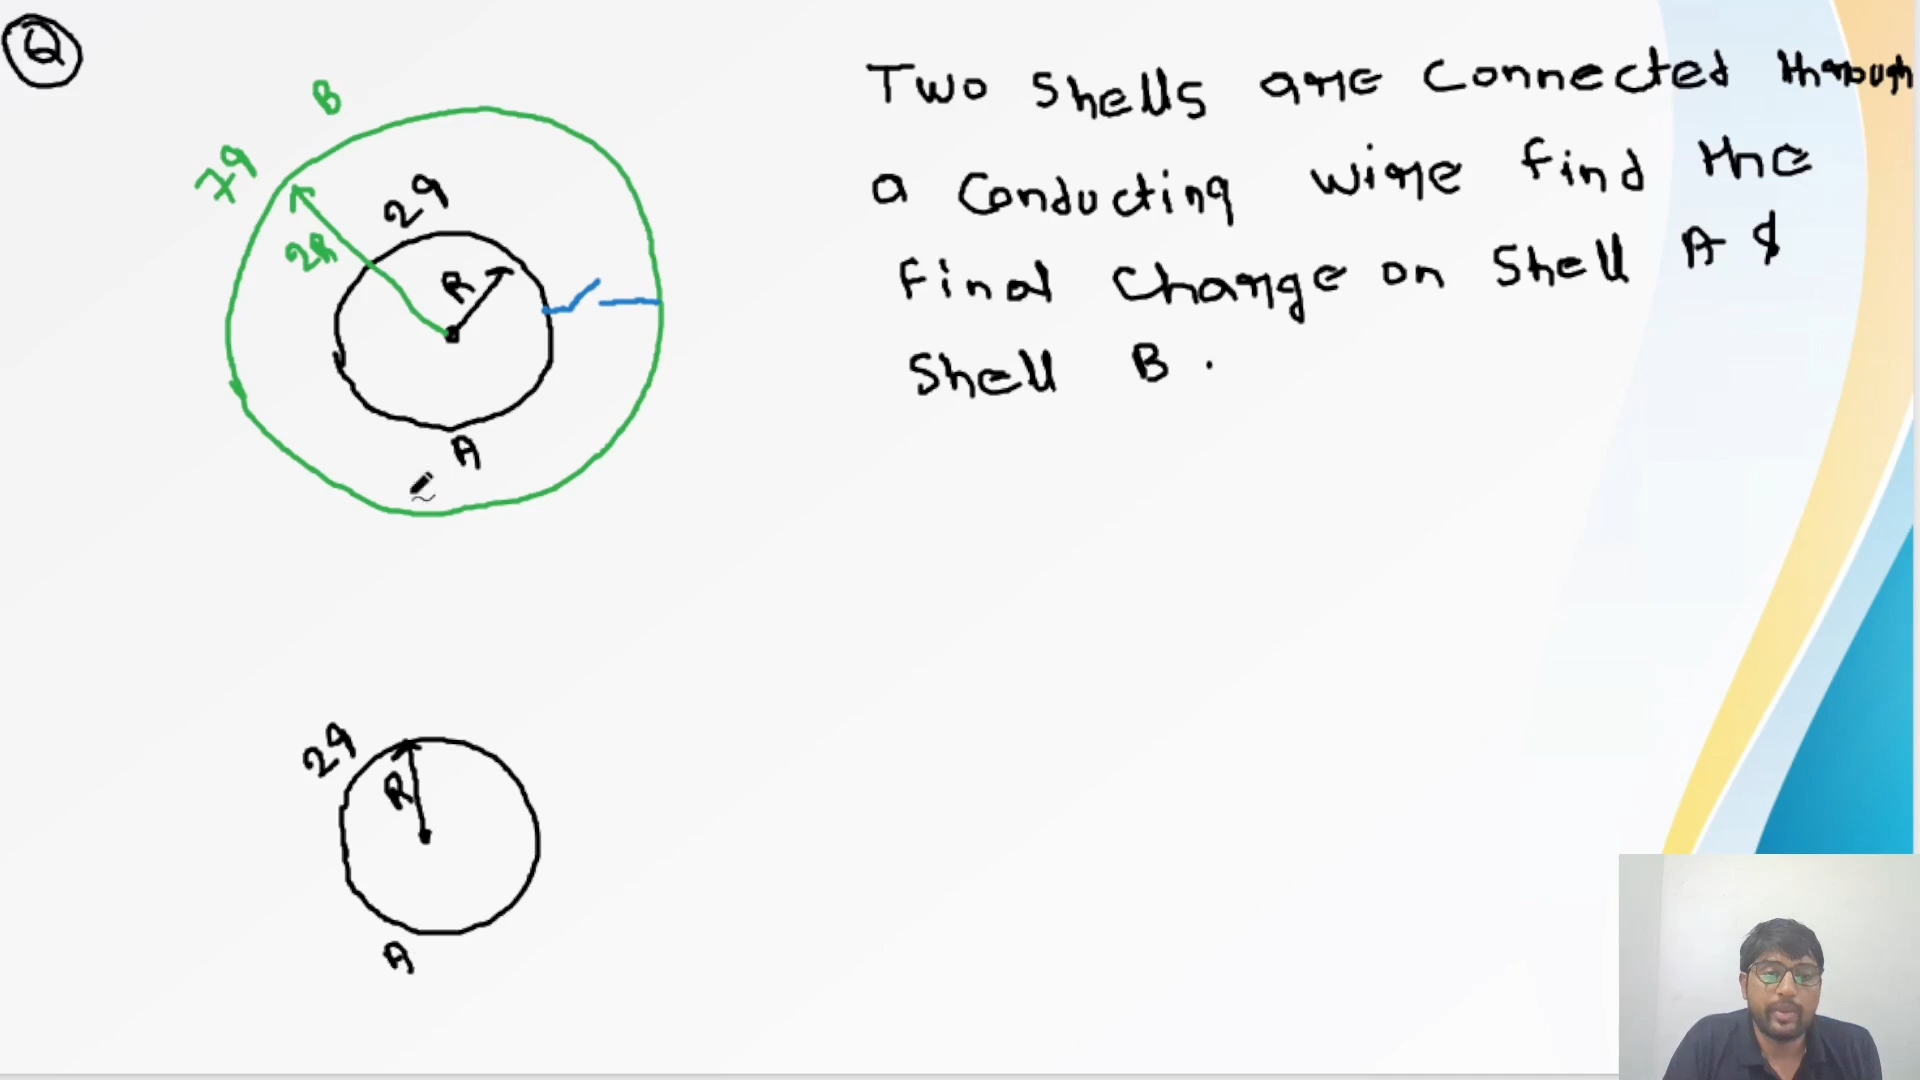 Q
B
7q
2q
2R
R
A
Two Shells are Connected through
a Conducting wire find the
final charge on Shell A &
Shell B.
2q
R
A